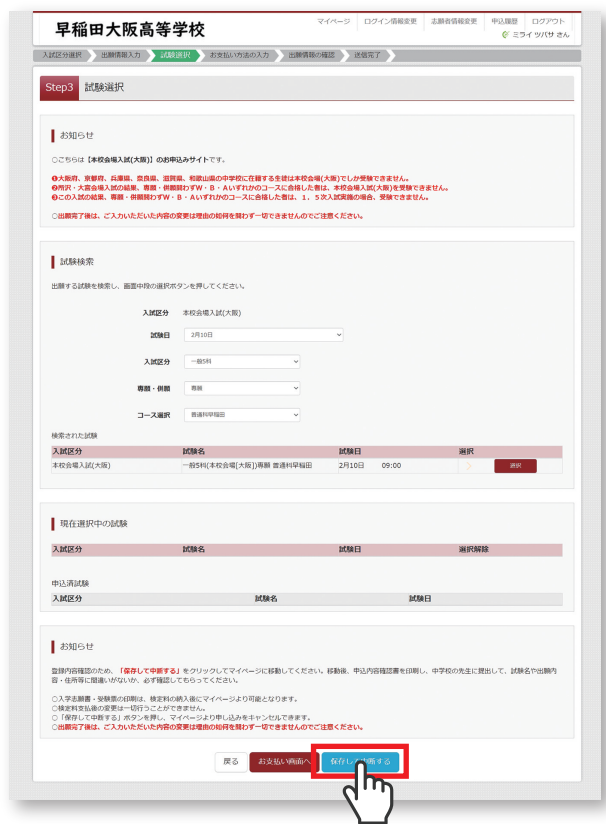 早稲田大阪高等学校
マイページ ログイン情報変更 志願者情報変更 申込履歴 ログアウト
ミライ ツバサ さん
入試区分選択 出願情報入力 試験選択 お支払い方法の入力 出願情報の確認 送信完了
Step3 試験選択
お知らせ
○こちらは【本校会場入試(大阪)】のお申込みサイトです。
❶大阪府、京都府、兵庫県、奈良県、滋賀県、和歌山県の中学校に在籍する生徒は本校会場(大阪)でしか受験できません。
❷所沢・大宮会場入試の結果、専願・併願問わずW・B・Aいずれかのコースに合格した者は、本校会場入試(大阪)を受験できません。
❸この入試の結果、専願・併願問わずW・B・Aいずれかのコースに合格した者は、1.5次入試実施の場合、受験できません。
○出願完了後は、ご入力いただいた内容の変更は理由の如何を問わず一切できませんのでご注意ください。
試験検索
出願する試験を検索し、画面中段の選択ボタンを押してください。
入試区分 本校会場入試(大阪)
試験日 2月10日
入試区分 一般5科
専願・併願 専願
コース選択 普通科早稲田
検索された試験
入試区分 試験名 試験日 選択
本校会場入試(大阪) 一般5科(本校会場[大阪])専願 普通科早稲田 2月10日 09:00 選択
現在選択中の試験
入試区分 試験名 試験日 選択解除
申込済試験
入試区分 試験名 試験日
お知らせ
登録内容確認のため、「保存して中断する」をクリックしてマイページに移動してください。移動後、申込内容確認書を印刷し、中学校の先生に提出して、試験名や出願内
容・住所等に間違いがないか、必ず確認してもらってください。
○入学志願書・受験票の印刷は、検定料の納入後にマイページより可能となります。
○検定料支払後の変更は一切行うことができません。
○「保存して中断する」ボタンを押し、マイページより申し込みをキャンセルできます。
○出願完了後は、ご入力いただいた内容の変更は理由の如何を問わず一切できませんのでご注意ください。
戻る お支払い画面へ 保存して中断する